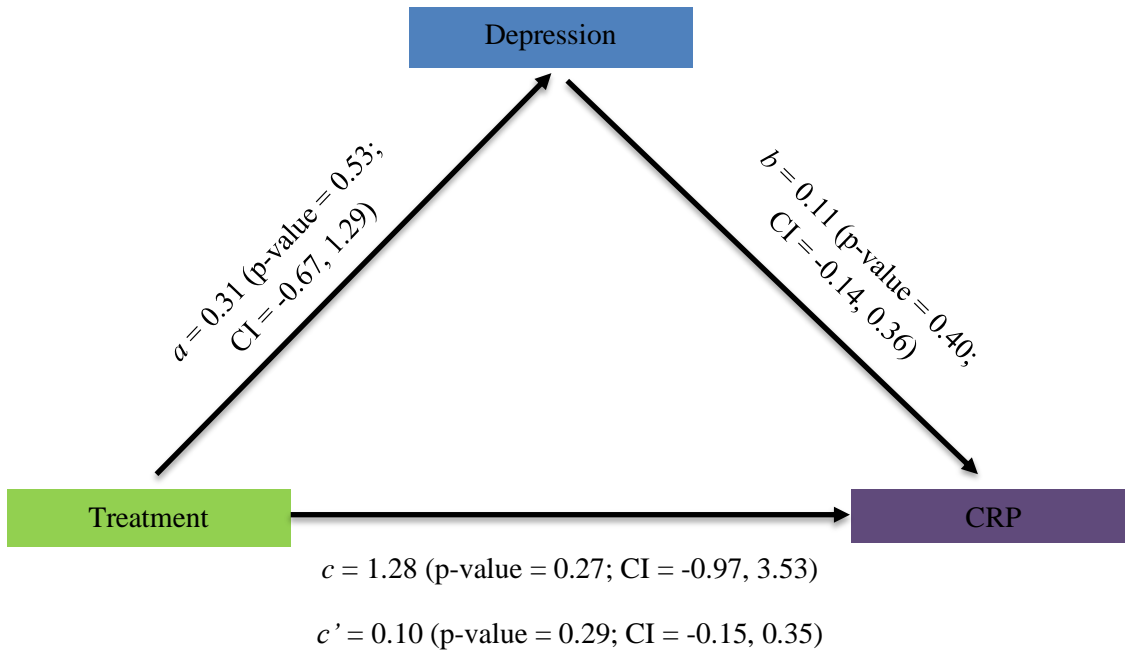 Depression
a = 0.31 (p-value = 0.53;
CI = -0.67, 1.29)
b = 0.11 (p-value = 0.40;
CI = -0.14, 0.36)
Treatment
CRP
c = 1.28 (p-value = 0.27; CI = -0.97, 3.53)
c’ = 0.10 (p-value = 0.29; CI = -0.15, 0.35)